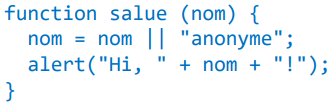 function salue (nom) {
  nom = nom || "anonyme";
  alert("Hi, " + nom + "!");
}